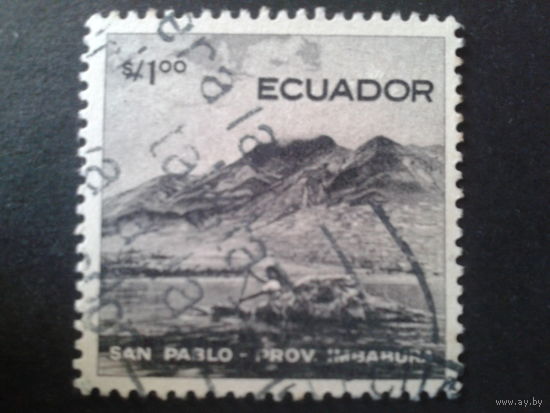 S/1.00
ECUADOR
SAN PABLO - PROV. IMBABURA
www.ay.by